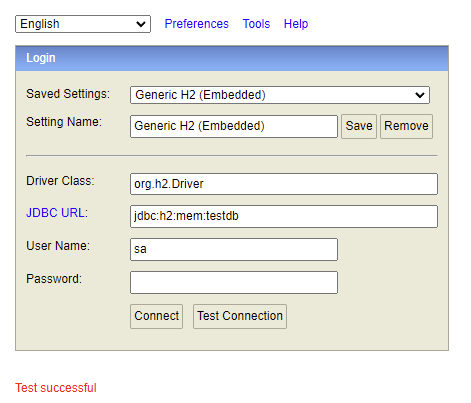 English Preferences Tools Help
Login
Saved Settings: Generic H2 (Embedded)
Setting Name: Generic H2 (Embedded) Save Remove
Driver Class: org.h2.Driver
JDBC URL: jdbc:h2:mem:testdb
User Name: sa
Password:
Connect Test Connection
Test successful